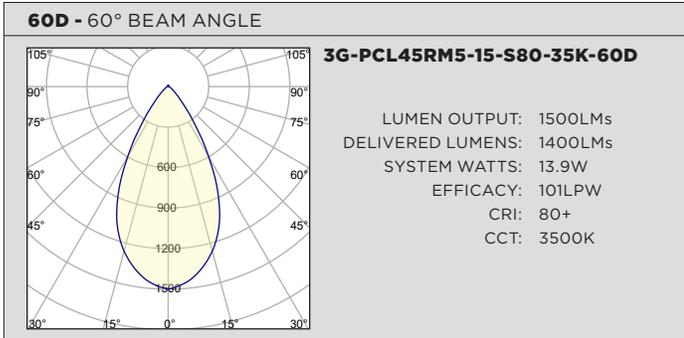 60D - 60° BEAM ANGLE
3G-PCL45RM5-15-S80-35K-60D
105° 105°
90° 90°
75° 75°
60° 60°
45° 45°
600
900
1200
1500
30° 15° 0° 15° 30°
LUMEN OUTPUT: 1500LMs
DELIVERED LUMENS: 1400LMs
SYSTEM WATTS: 13.9W
EFFICACY: 101LPW
CRI: 80+
CCT: 3500K